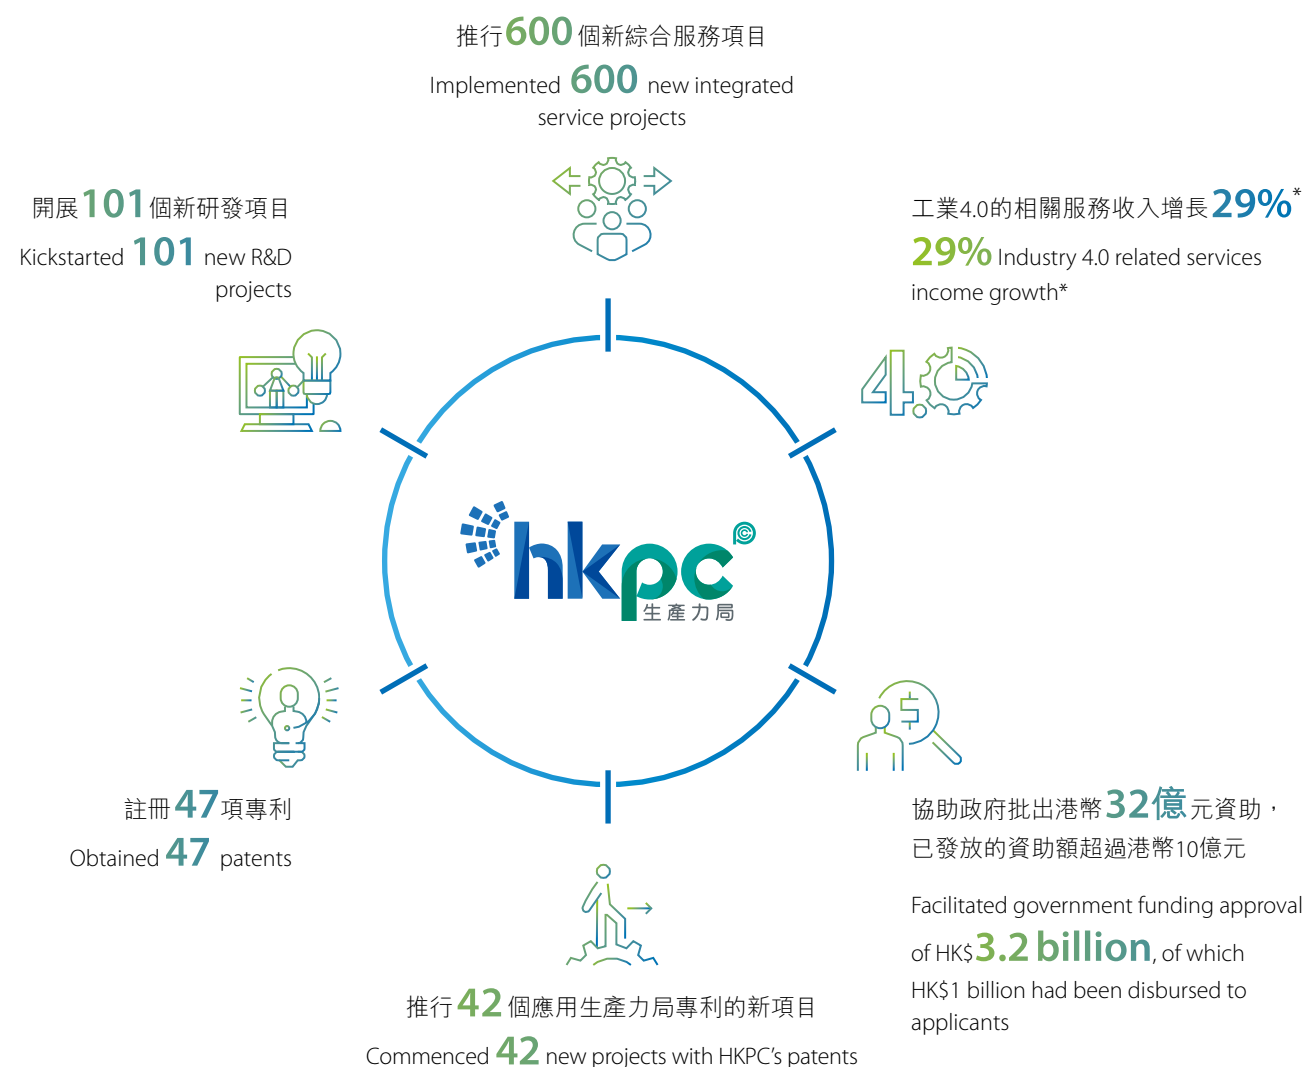 推行600個新綜合服務項目
Implemented 600 new integrated
service projects
開展101個新研發項目
Kickstarted 101 new R&D
projects
工業4.0的相關服務收入增長29%*
29% Industry 4.0 related services
income growth*
4.0
hkpc
生產力局
註冊47項專利
Obtained 47 patents
協助政府批出港幣32億元資助，
已發放的資助額超過港幣10億元
Facilitated government funding approval
of HK$3.2 billion, of which
HK$1 billion had been disbursed to
applicants
推行42個應用生產力局專利的新項目
Commenced 42 new projects with HKPC's patents